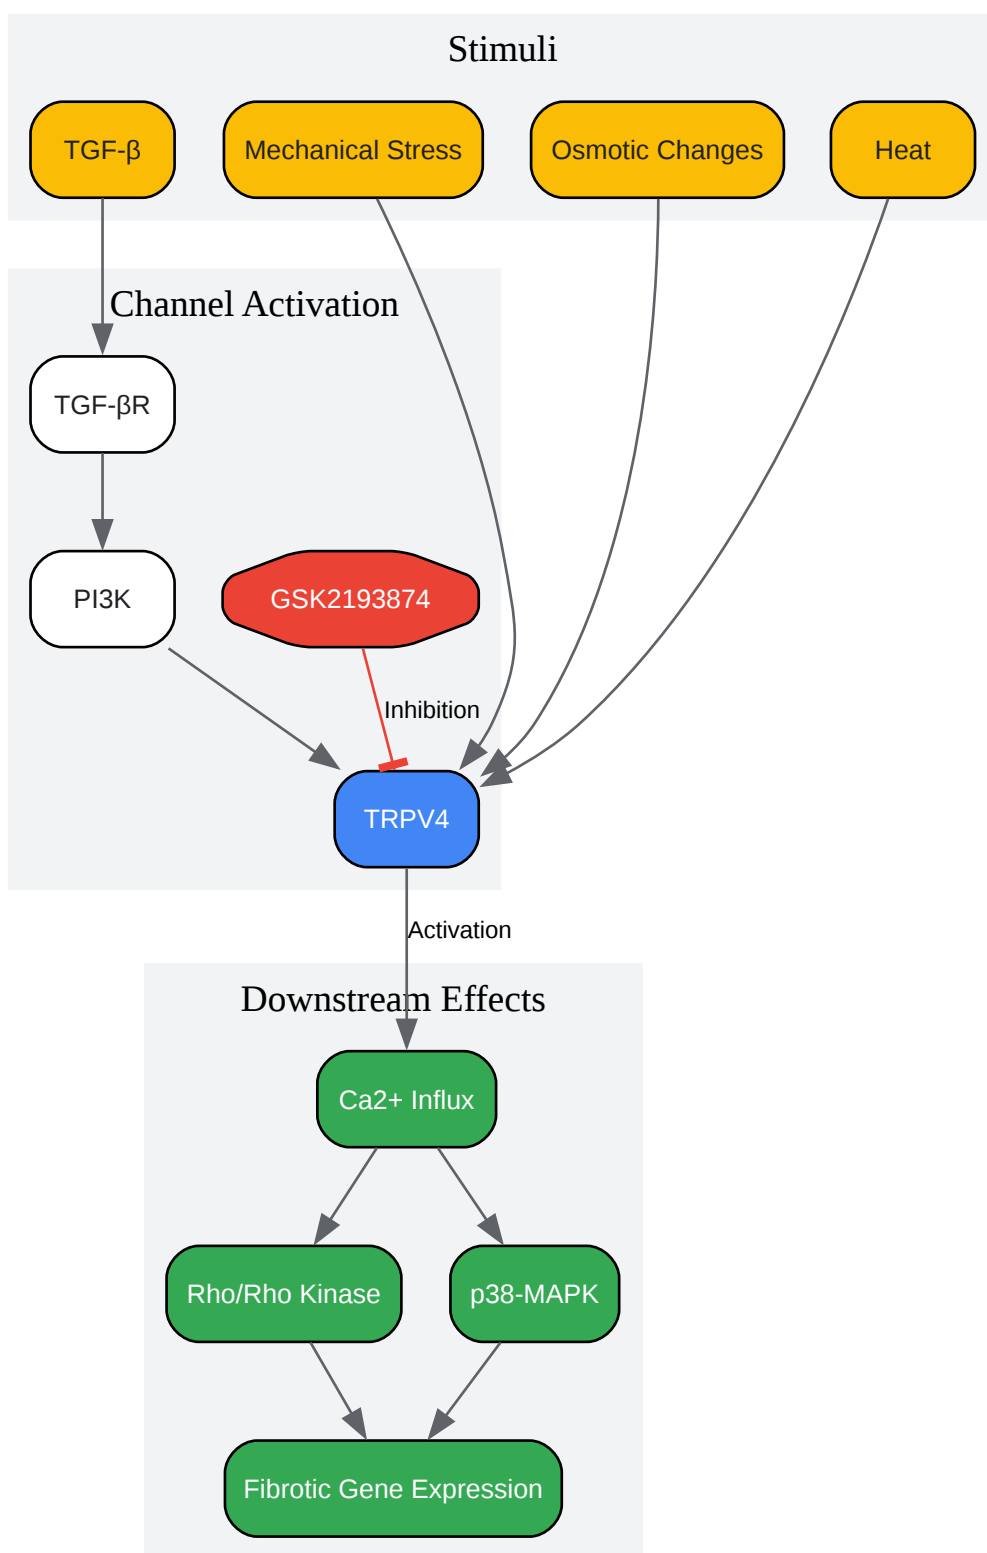 Stimuli
TGF-β
Mechanical Stress
Osmotic Changes
Heat
Channel Activation
TGF-βR
PI3K
GSK2193874
Inhibition
TRPV4
Activation
Downstream Effects
Ca2+ Influx
Rho/Rho Kinase
p38-MAPK
Fibrotic Gene Expression